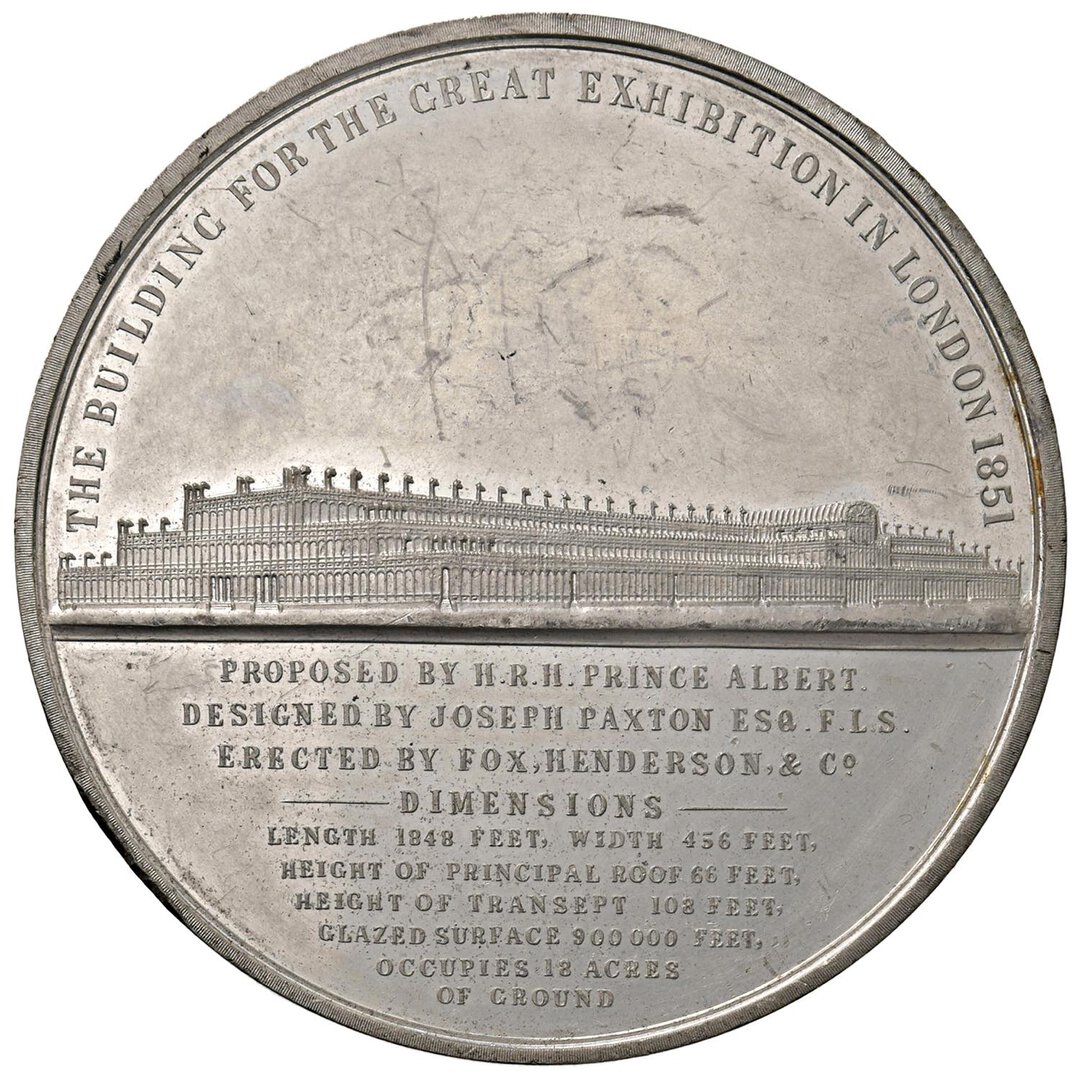 THE BUILDING FOR THE GREAT EXHIBITION IN LONDON 1851
PROPOSED BY H.R.H. PRINCE ALBERT.
DESIGNED BY JOSEPH PAXTON ESQ. F.L.S.
ERECTED BY FOX, HENDERSON, & Co
DIMENSIONS
LENGTH 1848 FEET, WIDTH 456 FEET,
HEIGHT OF PRINCIPAL ROOF 66 FEET,
HEIGHT OF TRANSEPT 108 FEET,
GLAZED SURFACE 900000 FEET,
OCCUPIES 18 ACRES
OF GROUND